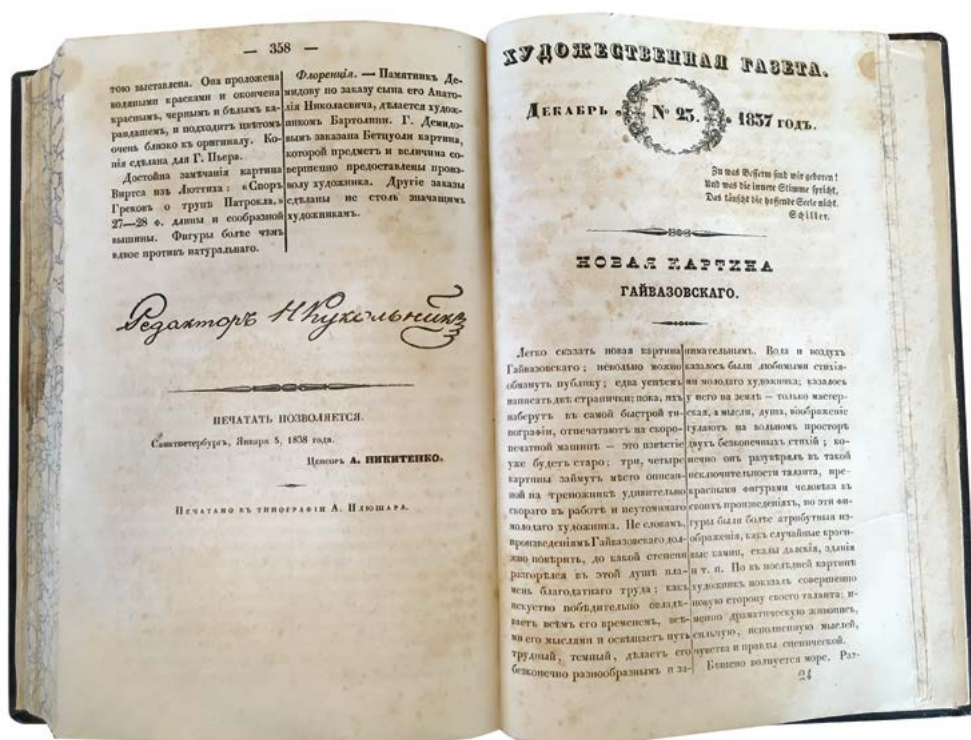 — 358 —
тою выставлена. Она проложена
водяными красками и окончена
краснымъ, чернымъ и бѣлымъ ка-
рандашемъ, и подходитъ цвѣтомъ
очень близко къ оригиналу. Ко-
пія сдѣлана для Г: Пьера.
Достойна замѣчанія картина
Виртса изъ Люттиха: «Споръ
Грековъ о трупѣ Патрокла,»
27—28 ф. длины и сообразной
вышины. Фигуры болѣе чѣмъ
вдвое противъ натуральнаго.
Флоренція. — Памятникъ Де-
мидову по заказу сына его Анато-
лія Николаевича, дѣлается худож-
никомъ Бартолини. Г. Демидо-
вымъ заказана Бетцуоли картина,
которой предметъ и величина со-
вершенно предоставлены произ-
волу художника. Другіе заказы
сдѣланы не столь значащимъ
художникамъ.
Редакторъ Н Кукольникъ
ПЕЧАТАТЬ ПОЗВОЛЯЕТСЯ.
Санктпетербургъ, Января 5, 1838 года.
Ценсоръ А. НИКИТЕНКО.
ПЕЧАТАНО ВЪ ТИПОГРАФІИ А. ПЛЮШАРА.
ХУДОЖЕСТВЕННАЯ ГАЗЕТА.
ДЕКАБРЬ № 23. 1837 ГОДЪ.
Zu was Besserm sind wir geboren!
Und was die innere Stimme spricht,
Das täuscht die hoffende Seele nicht.
Schiller.
НОВАЯ КАРТИНА
ГАЙВАЗОВСКАГО.
Легко сказать новая картина
Гайвазовскаго; невольно можно
обмануть публику; едва успѣемъ
написать двѣ странички; пока, ихъ
наберутъ въ самой быстрой ти-
пографіи, отпечатаютъ на скоро-
печатной машинѣ — это извѣстіе
уже будетъ старо; три, четыре
картины займутъ мѣсто описан-
ной на треножникѣ удивительно
скораго въ работѣ и неутомимаго
молодаго художника. Не словамъ,
произведеніямъ Гайвазовскаго дол-
жно повѣрить, до какой степени
разгорѣлся въ этой душѣ пла-
мень благодатнаго труда; какъ
искуство побѣдительно овладѣ-
ваетъ всѣмъ его временемъ, всѣ-
ми его мыслями и освѣщаетъ путь
трудный, темный, дѣлаетъ его
безконечно разнообразнымъ и за-
нимательнымъ. Вода и воздухъ
казалось были любимыми стихія-
ми молодаго художника; казалось
у него на землѣ — только мастер-
ская, а мысли, душа, воображеніе
гуляютъ на вольномъ просторѣ
двухъ безконечныхъ стихій; ко-
нечно онъ разувѣрялъ въ такой
исключительности таланта, пре-
красными фигурами человѣка въ
своихъ произведеніяхъ, но эти фи-
гуры были болѣе атрибутныя из-
ображенія, какъ случайные краси-
вые камни, скалы далекія, зданія
и т. п. Но въ послѣдней картинѣ
художникъ показалъ совершенно
новую сторону своего таланта; и-
менно драматическую живопись,
сильную, исполненную мыслей,
чувства и правды сценической.
Бѣшено волнуется море. Раз-
24